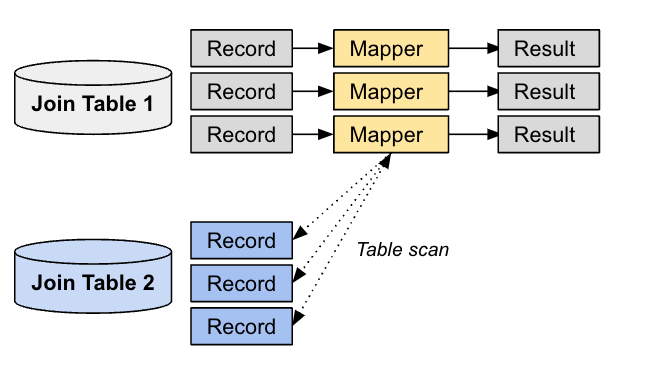 Record Mapper Result
Join Table 1
Record Mapper Result
Record Mapper Result
Record
Table scan
Join Table 2
Record
Record